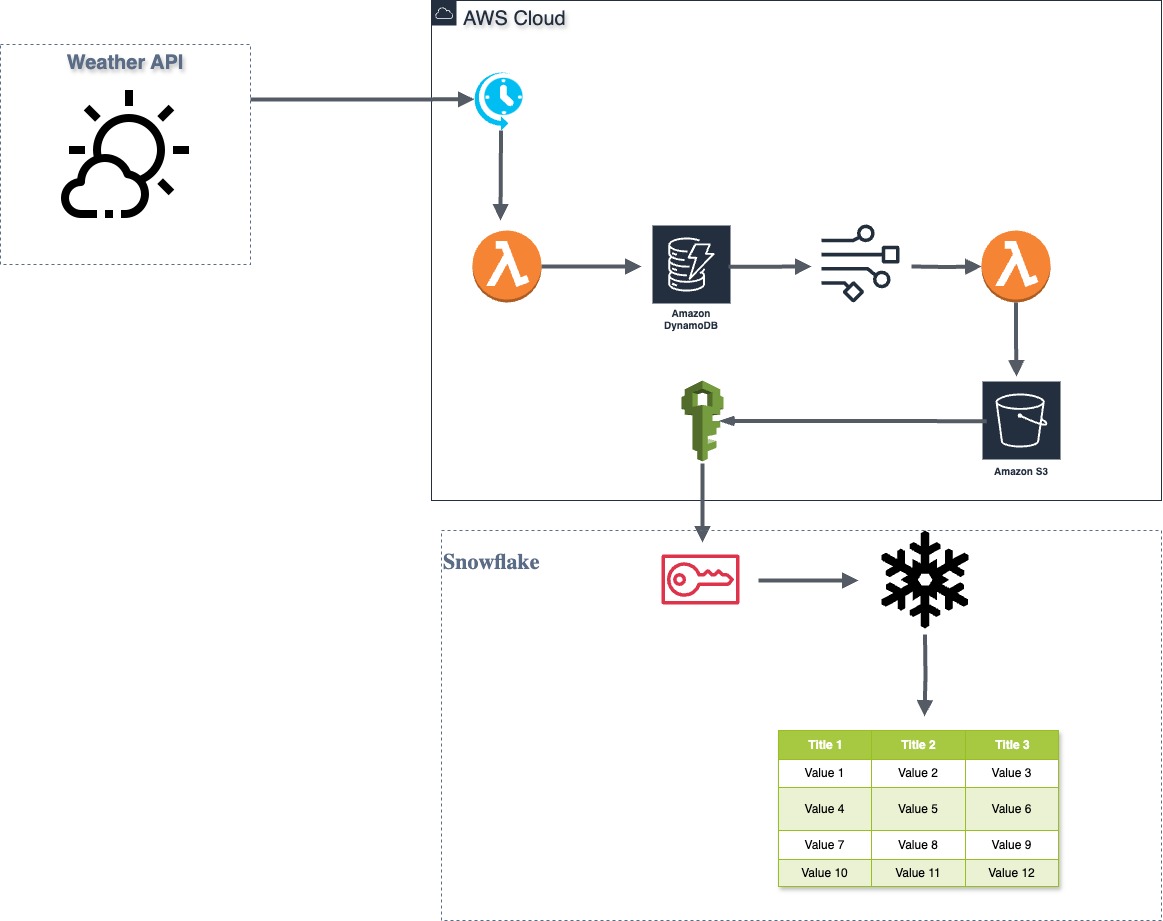 AWS Cloud
Weather API
Amazon
DynamoDB
Amazon S3
Snowflake
Title 1 Title 2 Title 3
Value 1 Value 2 Value 3
Value 4 Value 5 Value 6
Value 7 Value 8 Value 9
Value 10 Value 11 Value 12